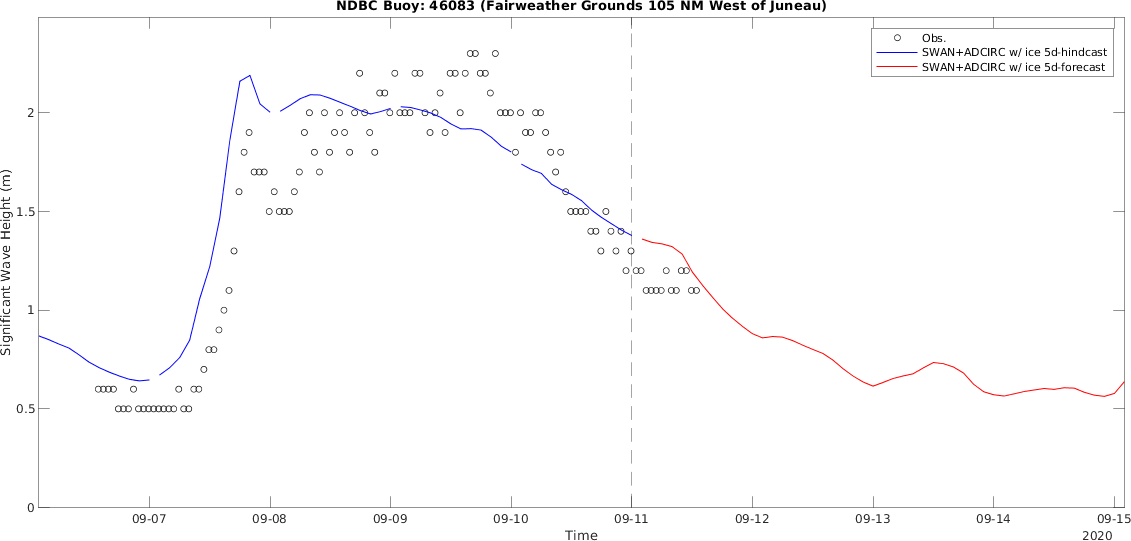 NDBC Buoy: 46083 (Fairweather Grounds 105 NM West of Juneau)
Obs.
SWAN+ADCIRC w/ ice 5d-hindcast
SWAN+ADCIRC w/ ice 5d-forecast
Significant Wave Height (m)
2
1.5
1
0.5
0
09-07 09-08 09-09 09-10 09-11 09-12 09-13 09-14 09-15
Time 2020